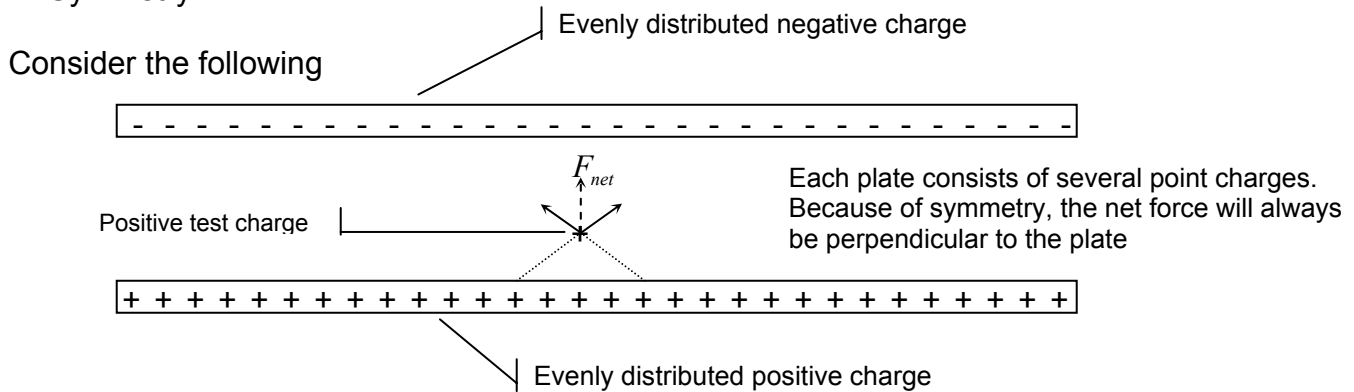 Evenly distributed negative charge
Consider the following
- - - - - - - - - - - - - - - - - - - - - - - - - - - - - -
F_net
Each plate consists of several point charges.
Because of symmetry, the net force will always
be perpendicular to the plate
Positive test charge
+
+ + + + + + + + + + + + + + + + + + + + + + + + + + + + + +
Evenly distributed positive charge